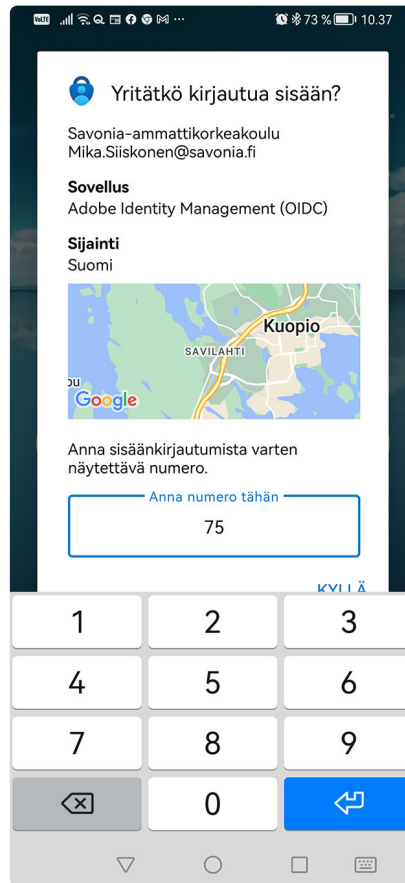 VoLTE 73 % 10.37
Yritätkö kirjautua sisään?
Savonia-ammattikorkeakoulu
Mika.Siiskonen@savonia.fi
Sovellus
Adobe Identity Management (OIDC)
Sijainti
Suomi
Kuopio
SAVILAHTI
Google
Anna sisäänkirjautumista varten
näytettävä numero.
Anna numero tähän
75
KYLLÄ
1 2 3
4 5 6
7 8 9
0